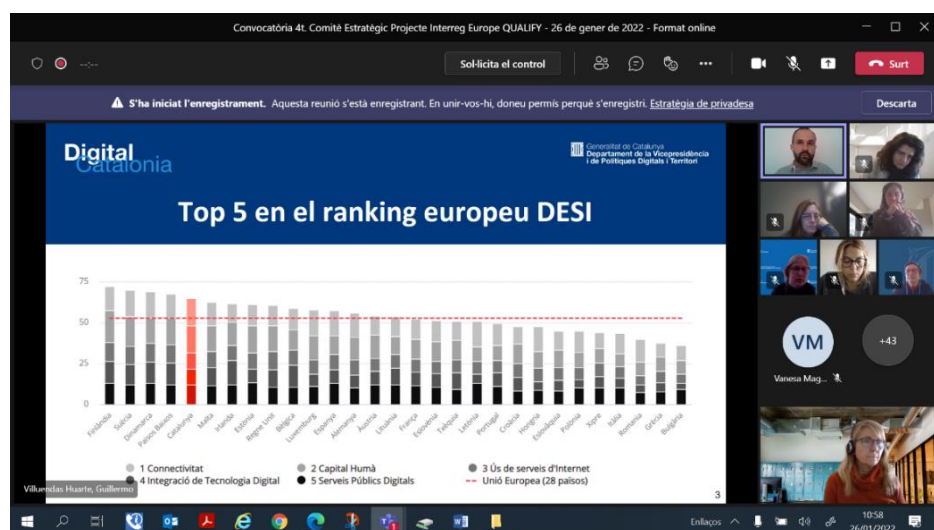 Convocatòria 4t. Comitè Estratègic Projecte Interreg Europe QUALIFY - 26 de gener de 2022 - Format online
--:--
Sol·licita el control
Surt
S'ha iniciat l'enregistrament. Aquesta reunió s'està enregistrant. En unir-vos-hi, doneu permís perquè s'enregistri. Estratègia de privadesa
Descarta
Digital
Catalonia
Generalitat de Catalunya
Departament de la Vicepresidència
i de Polítiques Digitals i Territori
Top 5 en el ranking europeu DESI
75
50
25
0
Finlàndia
Suècia
Dinamarca
Països Baixos
Catalunya
Malta
Irlanda
Estònia
Regne Unit
Bèlgica
Luxemburg
Espanya
Alemanya
Àustria
Lituània
França
Eslovènia
Txèquia
Letònia
Portugal
Croàcia
Hongria
Eslovàquia
Polònia
Xipre
Itàlia
Romania
Grècia
Bulgària
1 Connectivitat
2 Capital Humà
3 Ús de serveis d'Internet
4 Integració de Tecnologia Digital
5 Serveis Públics Digitals
Unió Europea (28 països)
3
Villuendas Huarte, Guillermo
VM
Vanesa Mag...
+43
Enllaços
10:58
26/01/2022